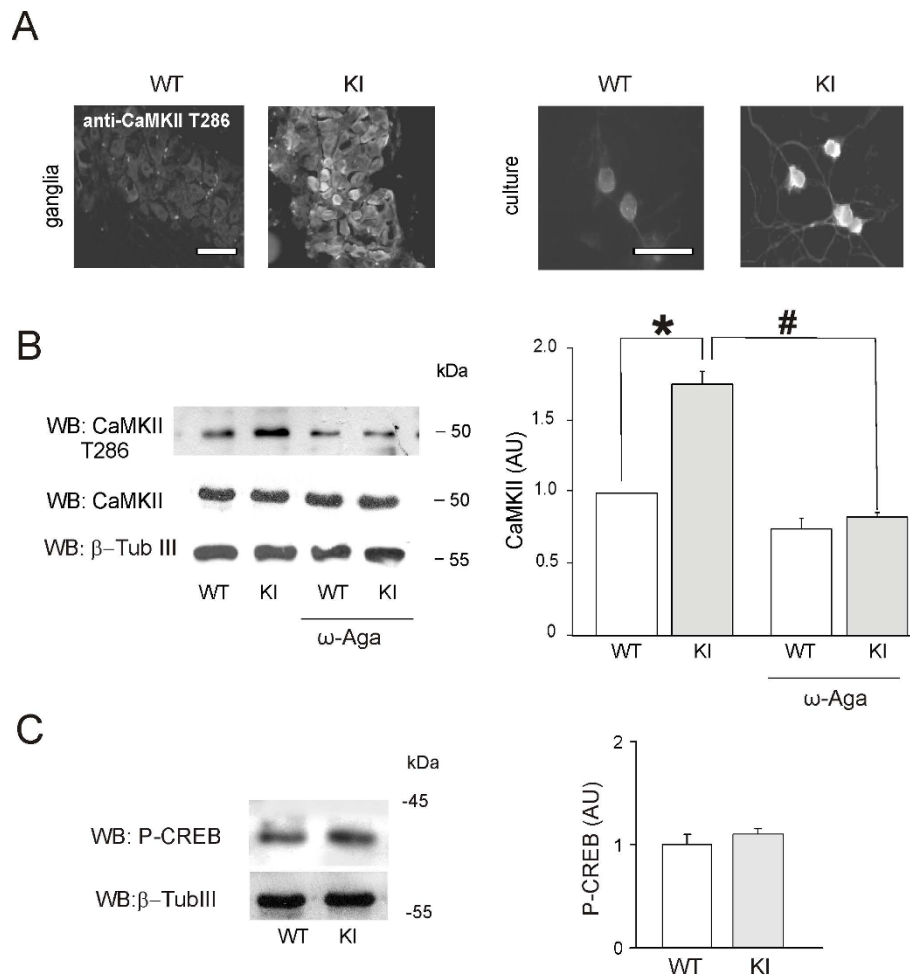 A
WT KI WT KI
anti-CaMKII T286
ganglia
culture
B
kDa
WB: CaMKII
T286
– 50
WB: CaMKII
– 50
WB: β–Tub III
– 55
WT KI WT KI
ω-Aga
* #
CaMKII (AU)
2.0
1.5
1.0
0.5
0
WT KI WT KI
ω-Aga
C
kDa
-45
WB: P-CREB
WB:β–TubIII
-55
WT KI
P-CREB (AU)
2
1
0
WT KI